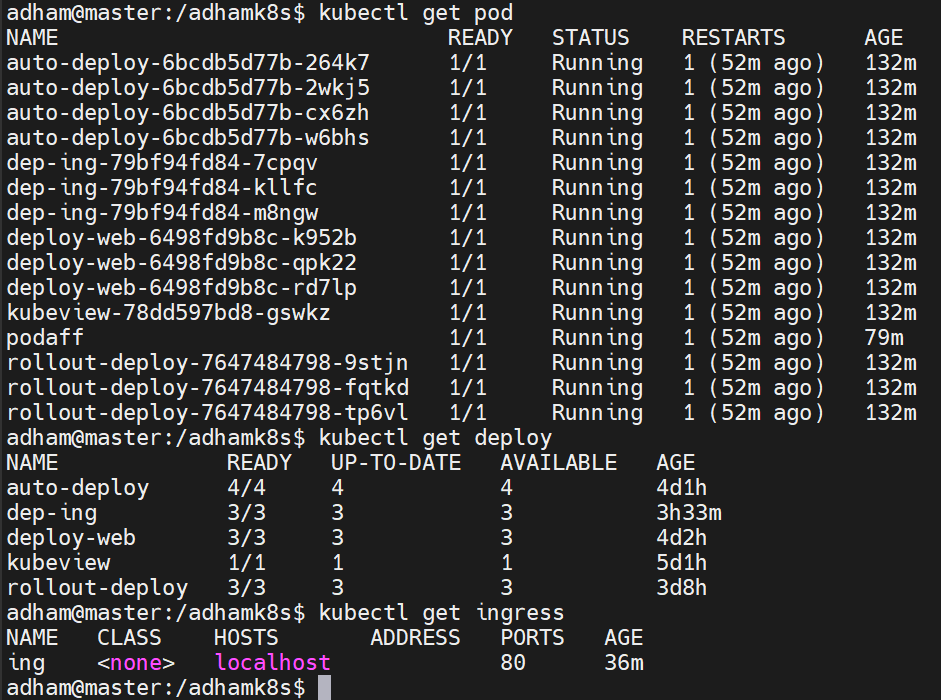 adham@master:/adhamk8s$ kubectl get pod
NAME READY STATUS RESTARTS AGE
auto-deploy-6bcdb5d77b-264k7 1/1 Running 1 (52m ago) 132m
auto-deploy-6bcdb5d77b-2wkj5 1/1 Running 1 (52m ago) 132m
auto-deploy-6bcdb5d77b-cx6zh 1/1 Running 1 (52m ago) 132m
auto-deploy-6bcdb5d77b-w6bhs 1/1 Running 1 (52m ago) 132m
dep-ing-79bf94fd84-7cpqv 1/1 Running 1 (52m ago) 132m
dep-ing-79bf94fd84-kllfc 1/1 Running 1 (52m ago) 132m
dep-ing-79bf94fd84-m8ngw 1/1 Running 1 (52m ago) 132m
deploy-web-6498fd9b8c-k952b 1/1 Running 1 (52m ago) 132m
deploy-web-6498fd9b8c-qpk22 1/1 Running 1 (52m ago) 132m
deploy-web-6498fd9b8c-rd7lp 1/1 Running 1 (52m ago) 132m
kubeview-78dd597bd8-gswkz 1/1 Running 1 (52m ago) 132m
podaff 1/1 Running 1 (52m ago) 79m
rollout-deploy-7647484798-9stjn 1/1 Running 1 (52m ago) 132m
rollout-deploy-7647484798-fqtkd 1/1 Running 1 (52m ago) 132m
rollout-deploy-7647484798-tp6vl 1/1 Running 1 (52m ago) 132m
adham@master:/adhamk8s$ kubectl get deploy
NAME READY UP-TO-DATE AVAILABLE AGE
auto-deploy 4/4 4 4 4d1h
dep-ing 3/3 3 3 3h33m
deploy-web 3/3 3 3 4d2h
kubeview 1/1 1 1 5d1h
rollout-deploy 3/3 3 3 3d8h
adham@master:/adhamk8s$ kubectl get ingress
NAME CLASS HOSTS ADDRESS PORTS AGE
ing <none> localhost 80 36m
adham@master:/adhamk8s$